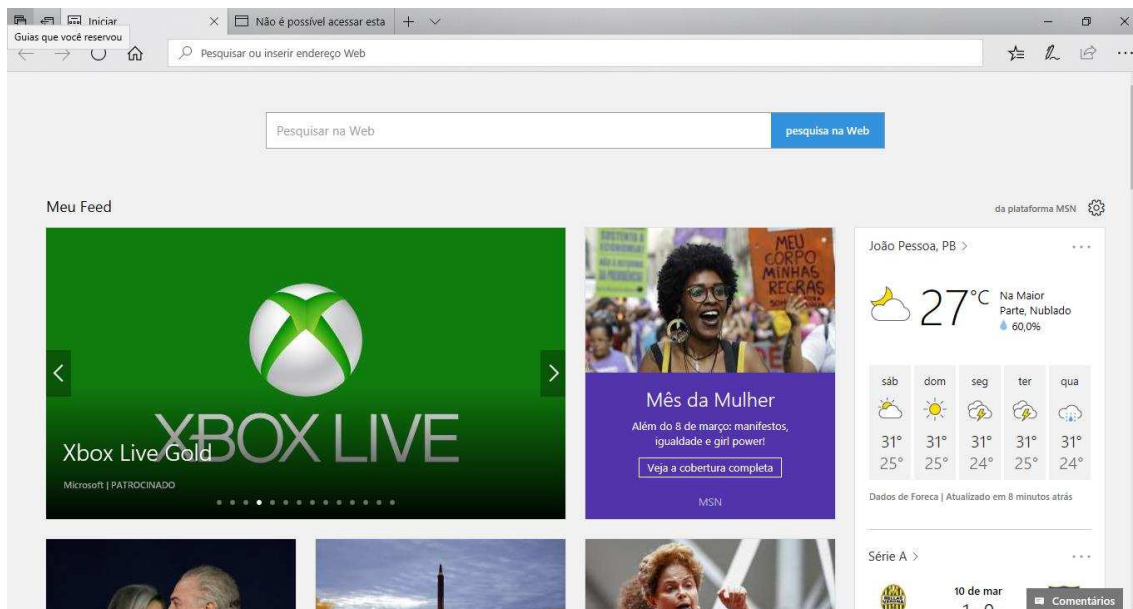 Iniciar
Não é possível acessar esta
Guias que você reservou
Pesquisar ou inserir endereço Web
Pesquisar na Web
pesquisa na Web
Meu Feed
da plataforma MSN
XBOX LIVE
Xbox Live Gold
Microsoft | PATROCINADO
MEU
CORPO
MINHAS
REGRAS
Mês da Mulher
Além do 8 de março: manifestos,
igualdade e girl power!
Veja a cobertura completa
MSN
João Pessoa, PB >
27°C
Na Maior
Parte, Nublado
60,0%
sáb dom seg ter qua
31° 31° 31° 31° 31°
25° 25° 24° 25° 24°
Dados de Foreca | Atualizado em 8 minutos atrás
Série A >
10 de mar
Comentários